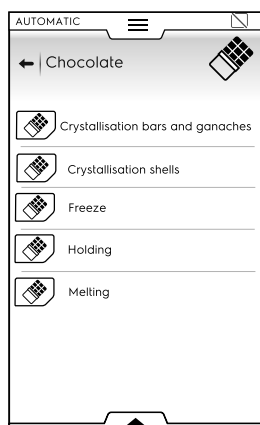 AUTOMATIC
Chocolate
Crystallisation bars and ganaches
Crystallisation shells
Freeze
Holding
Melting